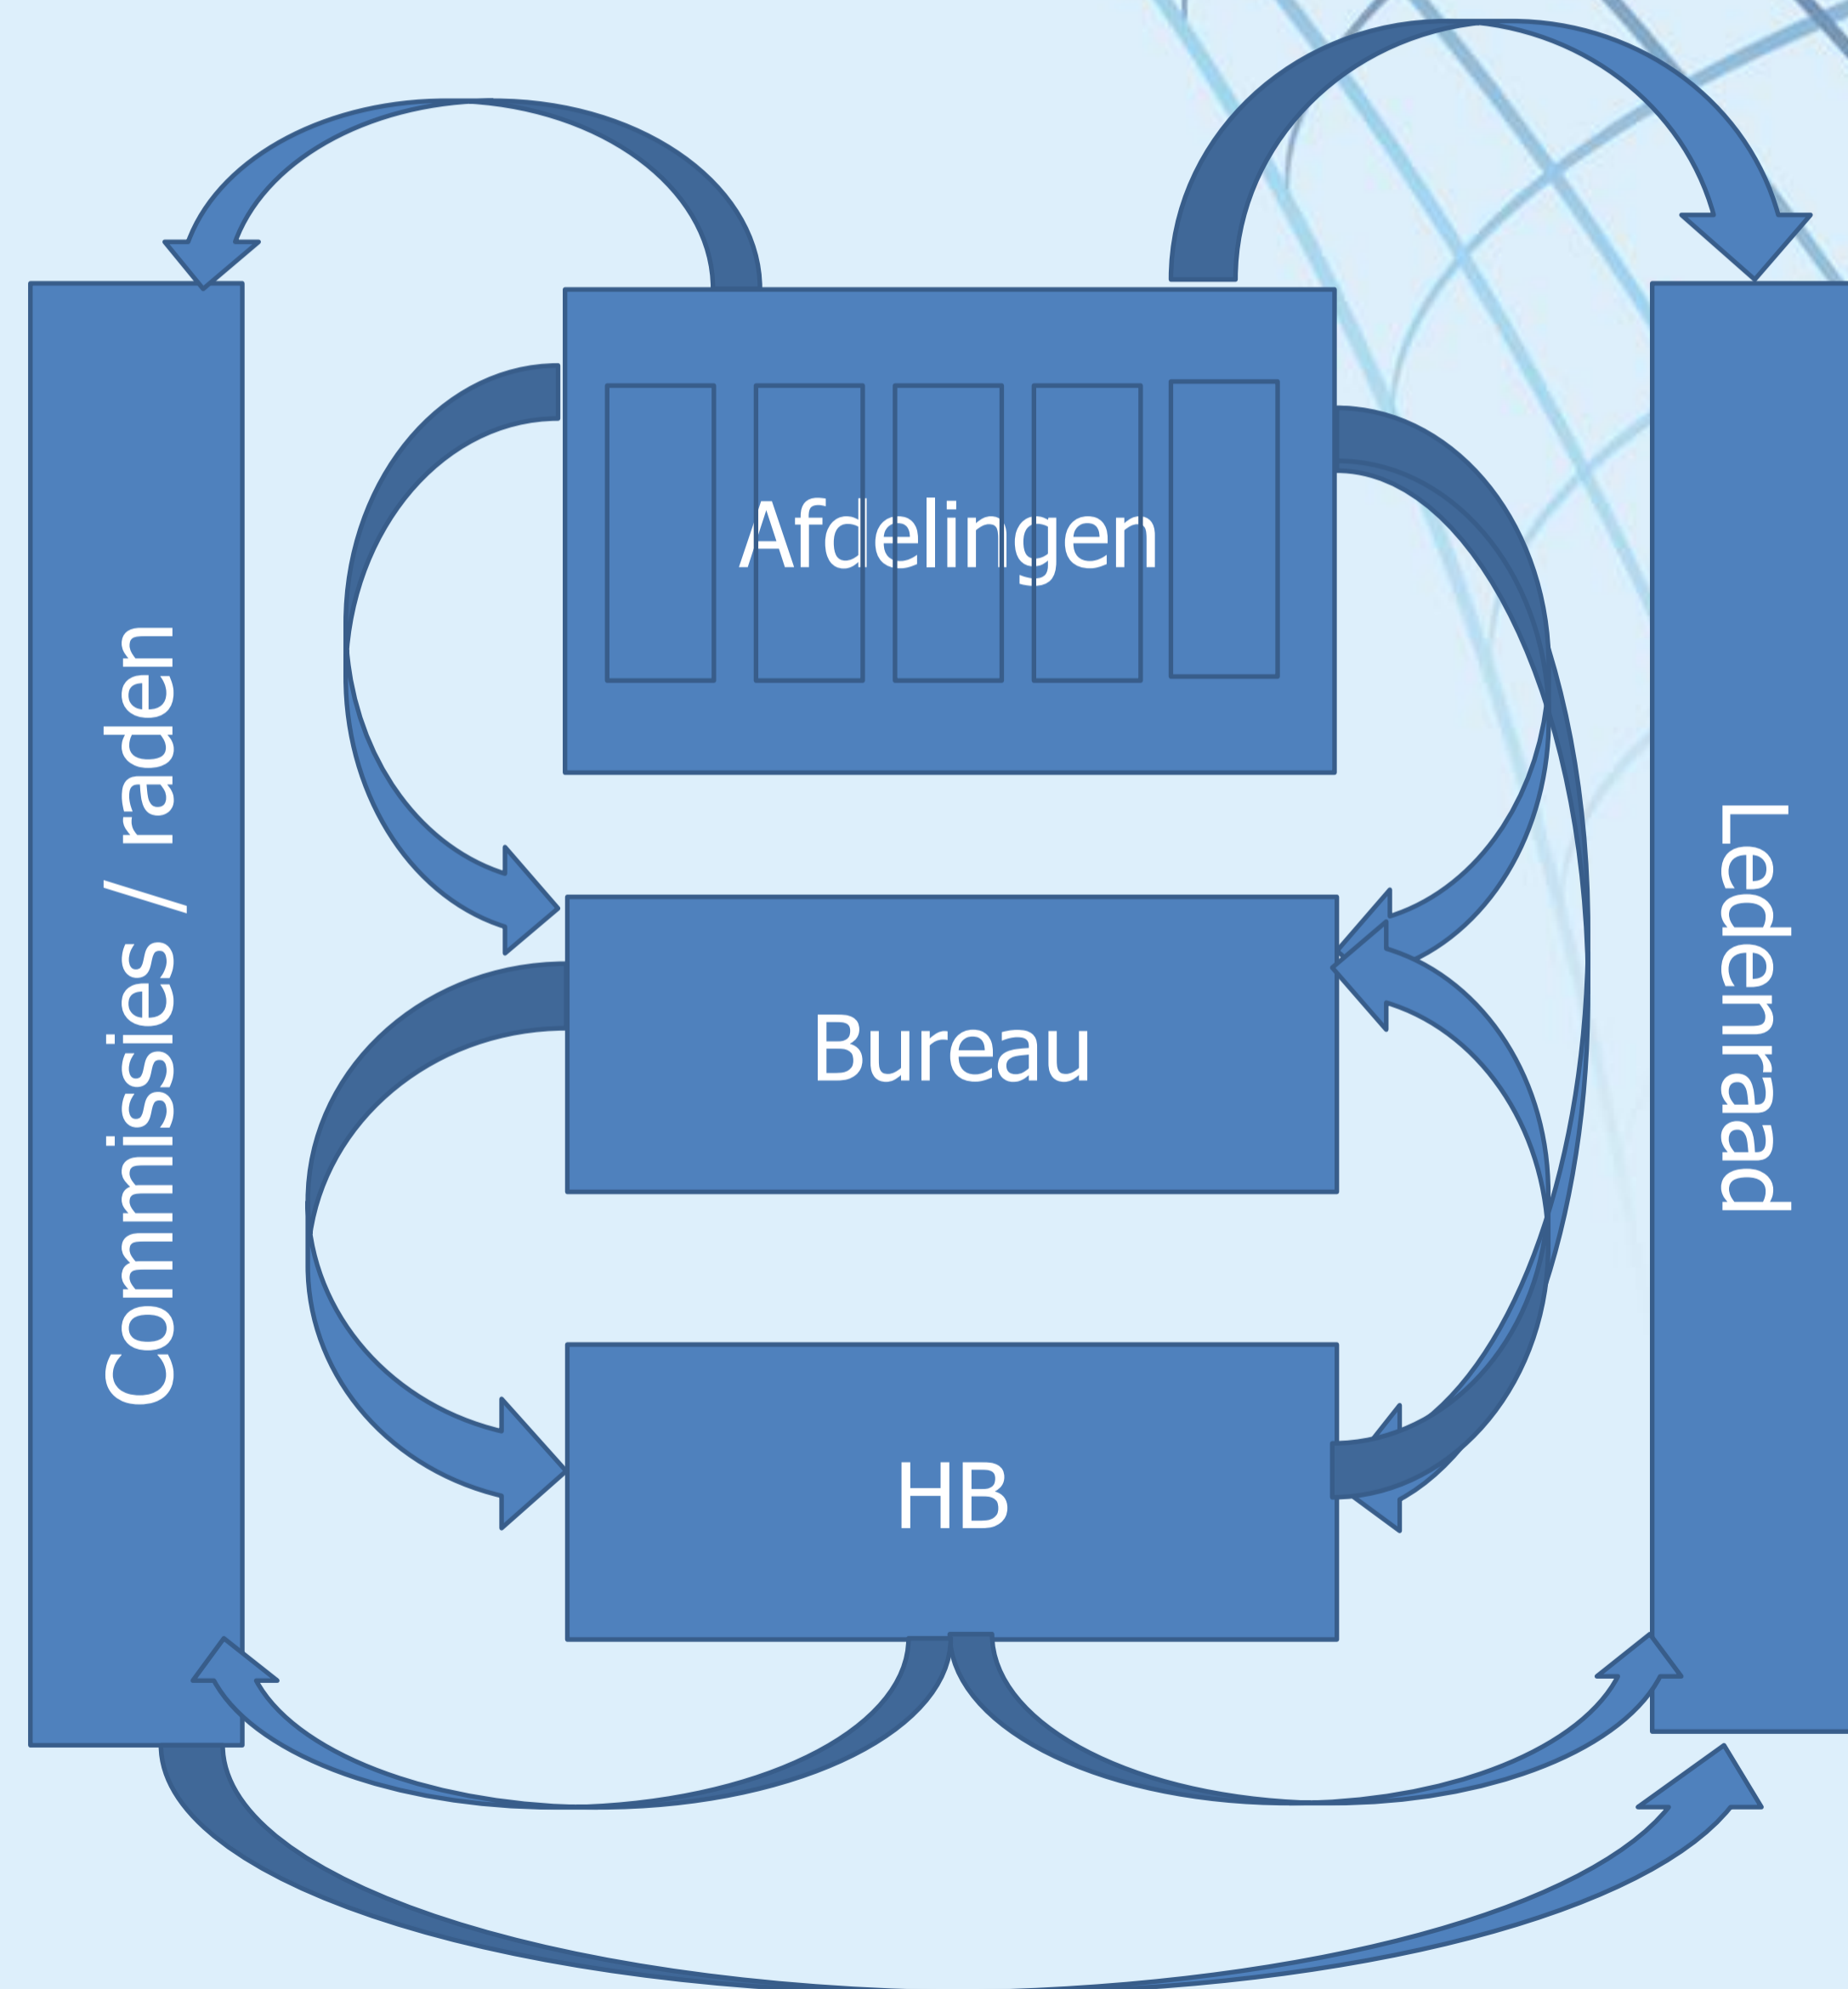 Commissies / raden
Afdelingen
Bureau
HB
Ledenraad